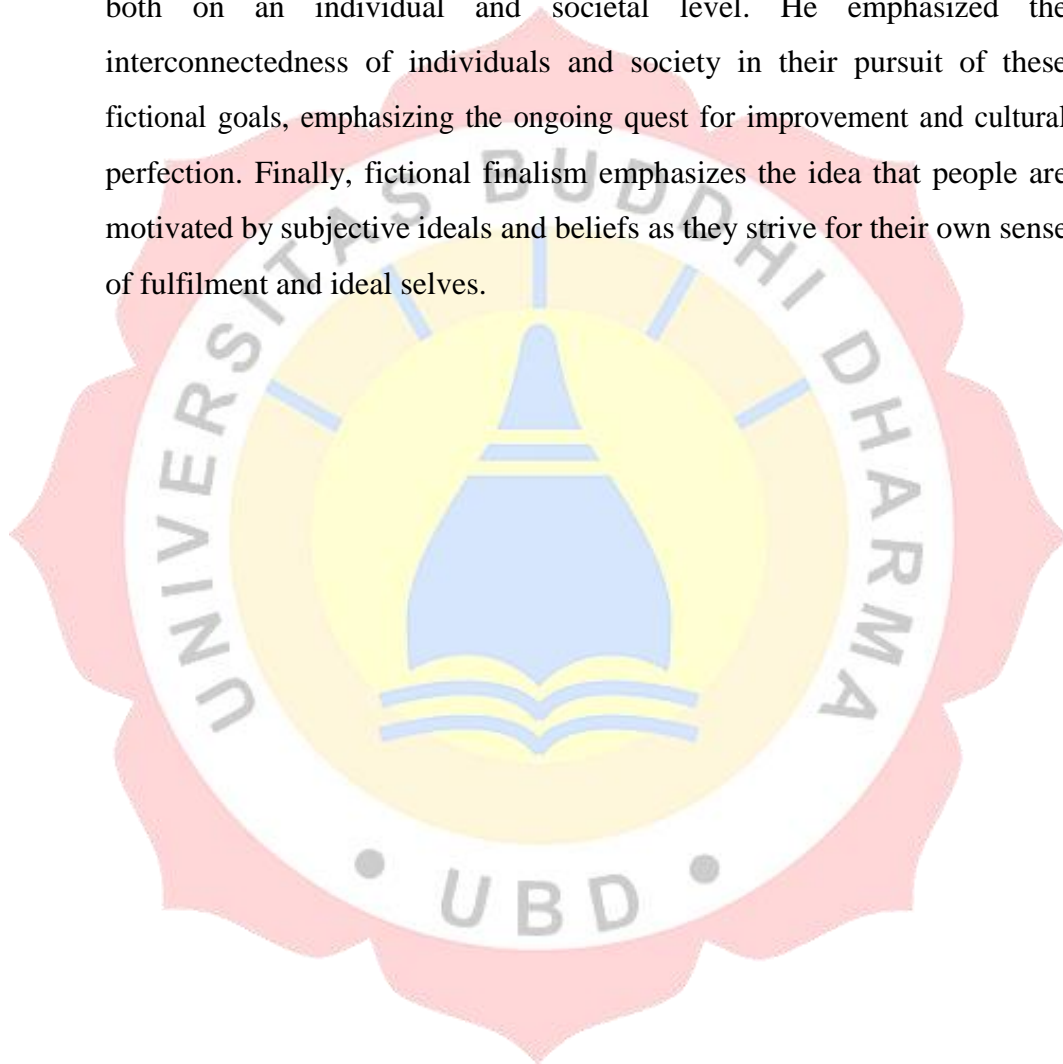 both on an individual and societal level. He emphasized the
interconnectedness of individuals and society in their pursuit of these
fictional goals, emphasizing the ongoing quest for improvement and cultural
perfection. Finally, fictional finalism emphasizes the idea that people are
motivated by subjective ideals and beliefs as they strive for their own sense
of fulfilment and ideal selves.
UNIVERSITAS BUDDHI DHARMA
• UBD •